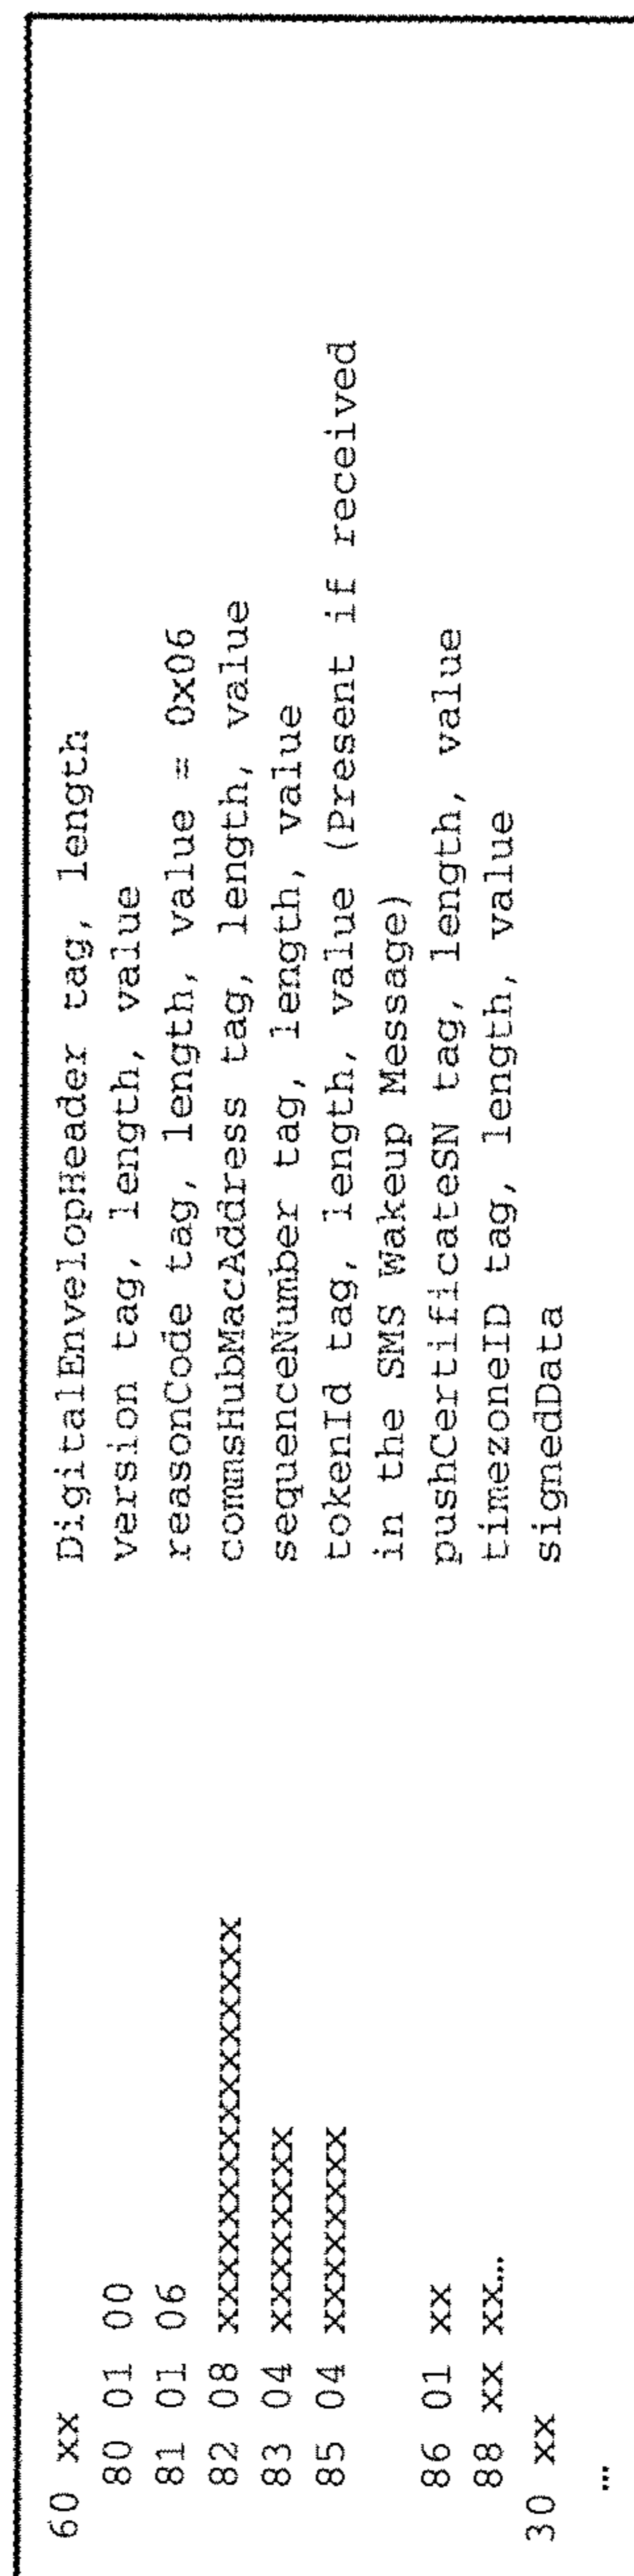 60 xx DigitalEnvelopHeader tag, length
80 01 00 version tag, length, value
81 01 06 reasonCode tag, length, value = 0x06
82 08 xxxxxxxxxxxxxxxx commsHubMacAddress tag, length, value
83 04 xxxxxxxx sequenceNumber tag, length, value
85 04 xxxxxxxx tokenId tag, length, value (Present if received
in the SMS Wakeup Message)
86 01 xx pushCertificateSN tag, length, value
88 xx xx… timezoneID tag, length, value
30 xx signedData
…